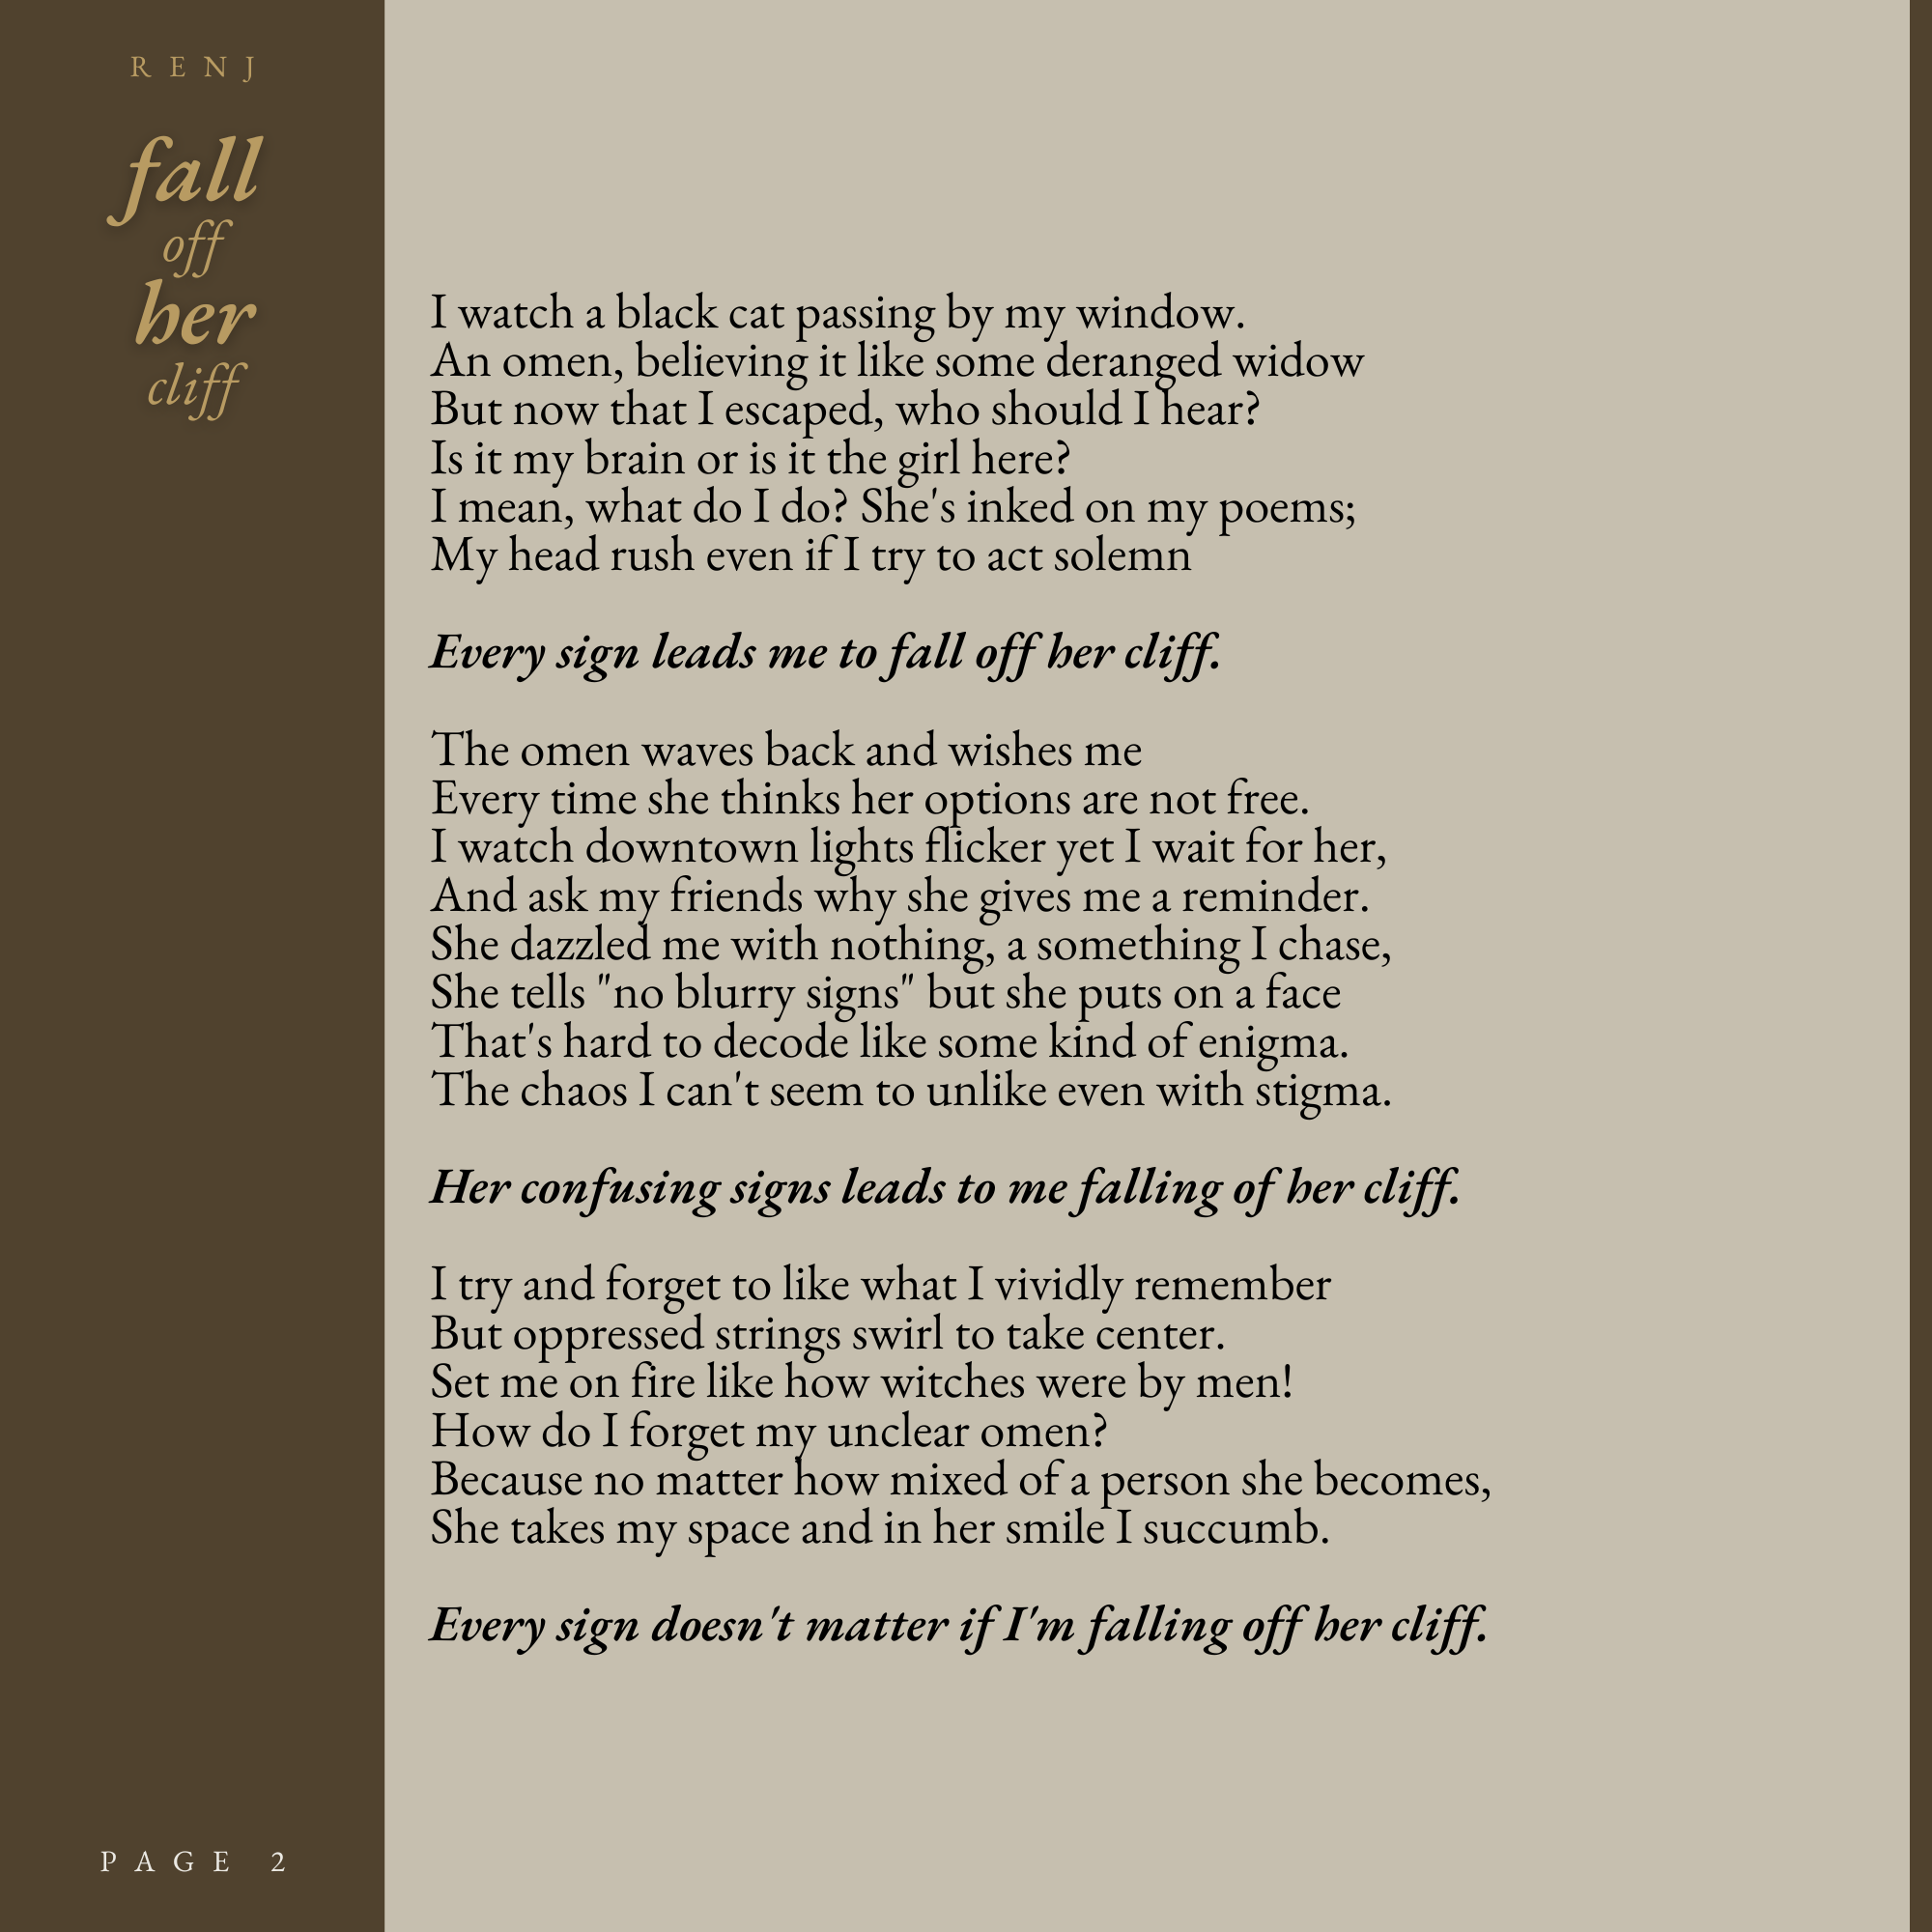 RENJ
fall
off
her
cliff
I watch a black cat passing by my window.
An omen, believing it like some deranged widow
But now that I escaped, who should I hear?
Is it my brain or is it the girl here?
I mean, what do I do? She's inked on my poems;
My head rush even if I try to act solemn
Every sign leads me to fall off her cliff.
The omen waves back and wishes me
Every time she thinks her options are not free.
I watch downtown lights flicker yet I wait for her,
And ask my friends why she gives me a reminder.
She dazzled me with nothing, a something I chase,
She tells "no blurry signs" but she puts on a face
That's hard to decode like some kind of enigma.
The chaos I can't seem to unlike even with stigma.
Her confusing signs leads to me falling of her cliff.
I try and forget to like what I vividly remember
But oppressed strings swirl to take center.
Set me on fire like how witches were by men!
How do I forget my unclear omen?
Because no matter how mixed of a person she becomes,
She takes my space and in her smile I succumb.
Every sign doesn't matter if I'm falling off her cliff.
PAGE 2